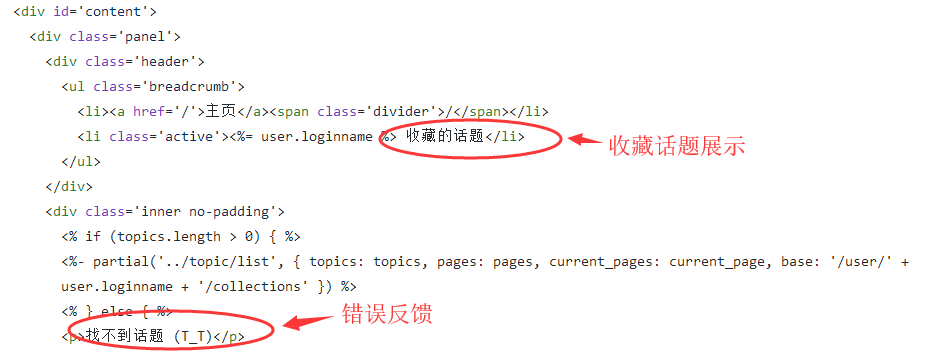 <div id='content'>
<div class='panel'>
<div class='header'>
<ul class='breadcrumb'>
<li><a href='/'>主页</a><span class='divider'>/</span></li>
<li class='active'><%= user.loginname %> 收藏的话题</li>
收藏话题展示
</ul>
</div>
<div class='inner no-padding'>
<% if (topics.length > 0) { %>
<%- partial('../topic/list', { topics: topics, pages: pages, current_pages: current_page, base: '/user/' +
user.loginname + '/collections' }) %>
<% } else { %>
错误反馈
<p>找不到话题 (T_T)</p>